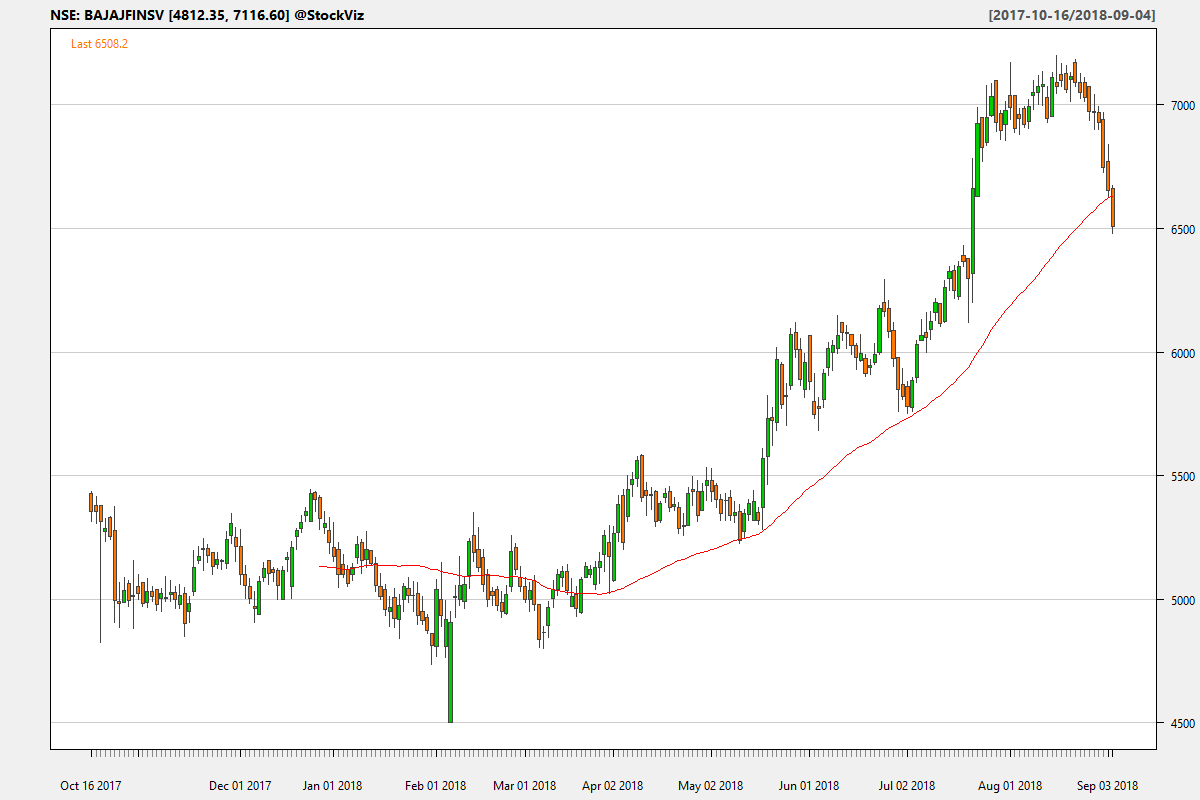 NSE: BAJAJFINSV [4812.35, 7116.60] @StockViz
[2017-10-16/2018-09-04]
Last 6508.2
7000
6500
6000
5500
5000
4500
Oct 16 2017 Dec 01 2017 Jan 01 2018 Feb 01 2018 Mar 01 2018 Apr 02 2018 May 02 2018 Jun 01 2018 Jul 02 2018 Aug 01 2018 Sep 03 2018